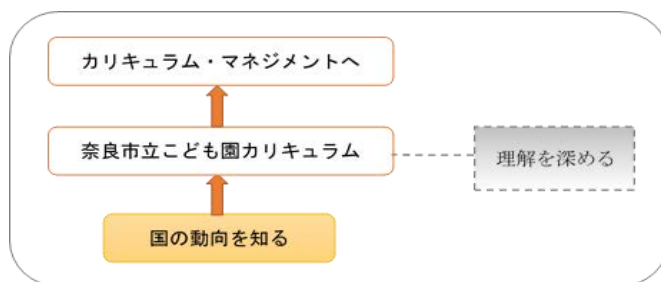 カリキュラム・マネジメントへ
奈良市立こども園カリキュラム
理解を深める
国の動向を知る